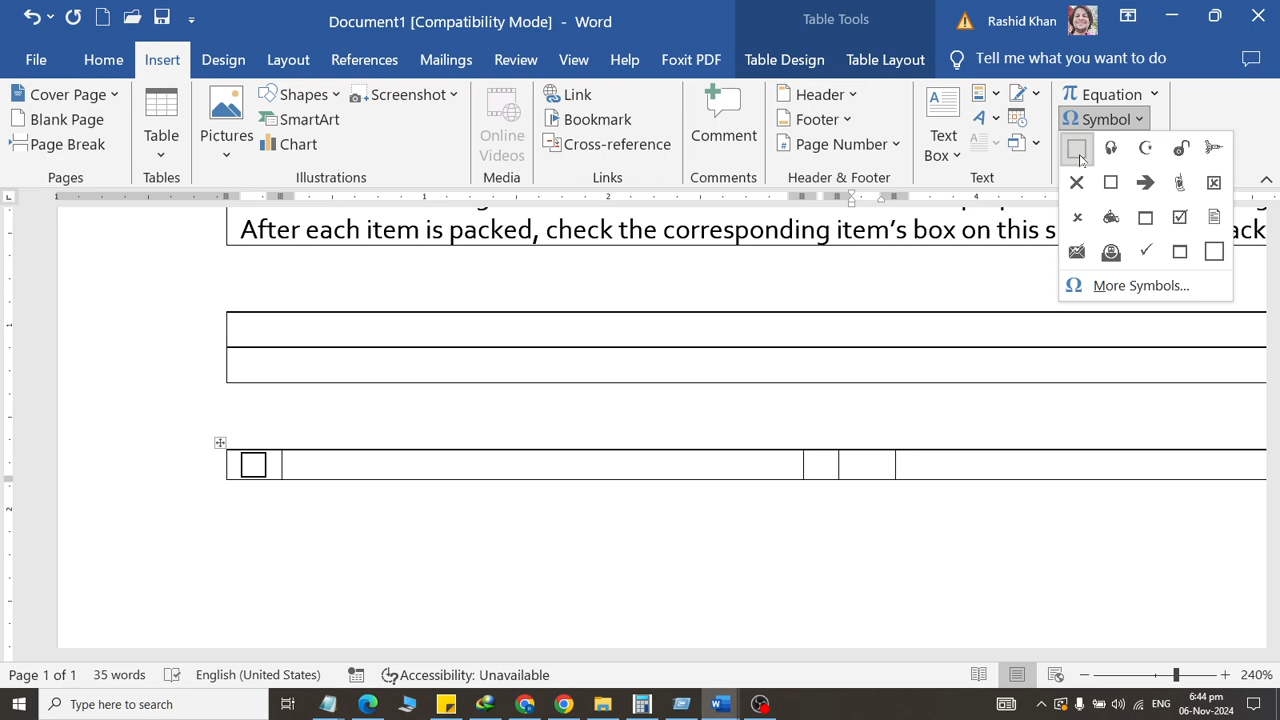 Document1 [Compatibility Mode] - Word
Table Tools
Rashid Khan
File Home Insert Design Layout References Mailings Review View Help Foxit PDF Table Design Table Layout Tell me what you want to do
Cover Page
Blank Page
Page Break
Pages
Table
Tables
Pictures
Shapes
SmartArt
Chart
Screenshot
Illustrations
Online
Videos
Media
Link
Bookmark
Cross-reference
Links
Comment
Comments
Header
Footer
Page Number
Header & Footer
Text
Box
Text
Equation
Symbol
More Symbols...
After each item is packed, check the corresponding item's box on this s
ack
Page 1 of 1 35 words English (United States) Accessibility: Unavailable 240%
Type here to search
ENG
6:44 pm
06-Nov-2024